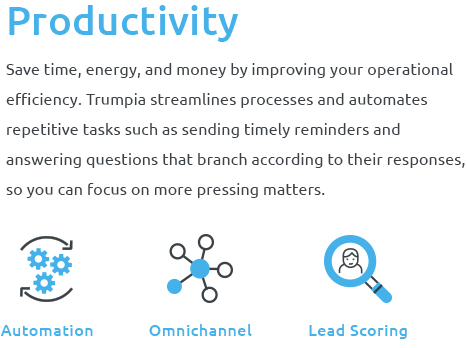 Productivity
Save time, energy, and money by improving your operational
efficiency. Trumpia streamlines processes and automates
repetitive tasks such as sending timely reminders and
answering questions that branch according to their responses,
so you can focus on more pressing matters.
Automation Omnichannel Lead Scoring